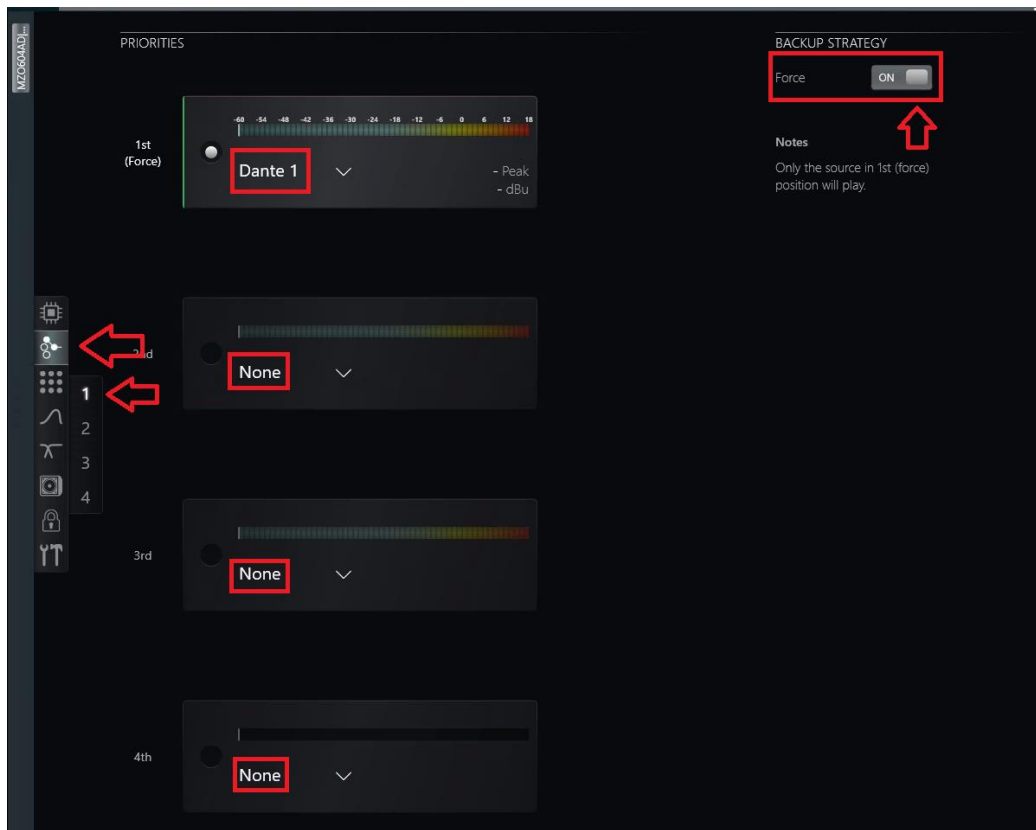 MZO604AD|...
PRIORITIES
BACKUP STRATEGY
Force
ON
-60 -54 -48 -42 -36 -30 -24 -18 -12 -6 0 6 12 18
1st
(Force)
Dante 1
- Peak
- dBu
Notes
Only the source in 1st (force)
position will play.
None
1
2
3
4
3rd
None
4th
None